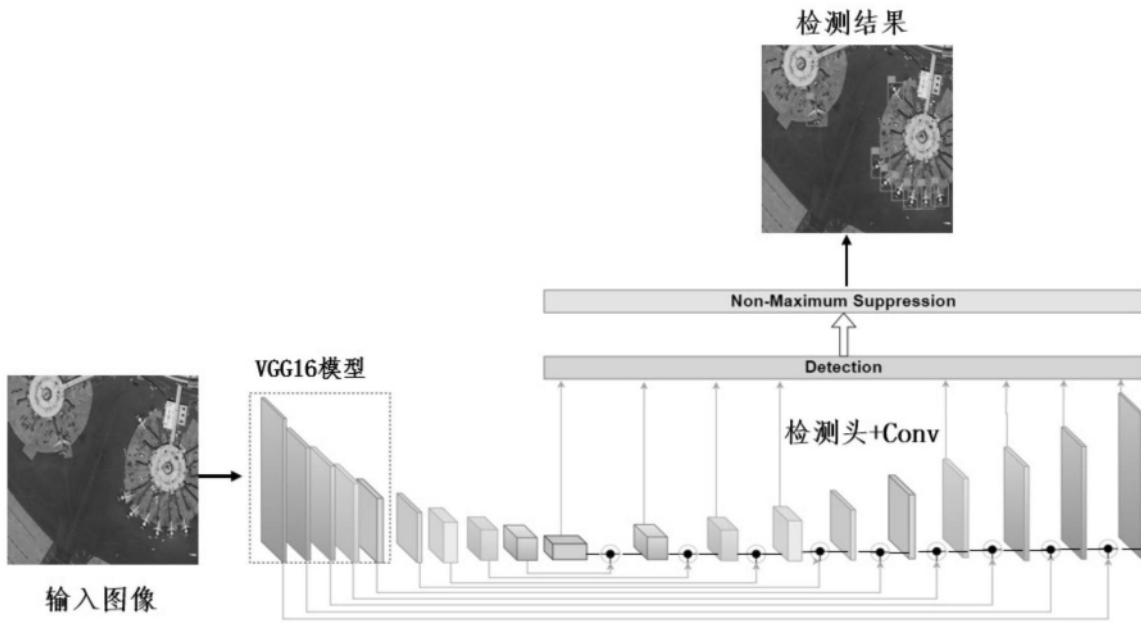 检测结果
Non-Maximum Suppression
VGG16模型
Detection
检测头+Conv
输入图像